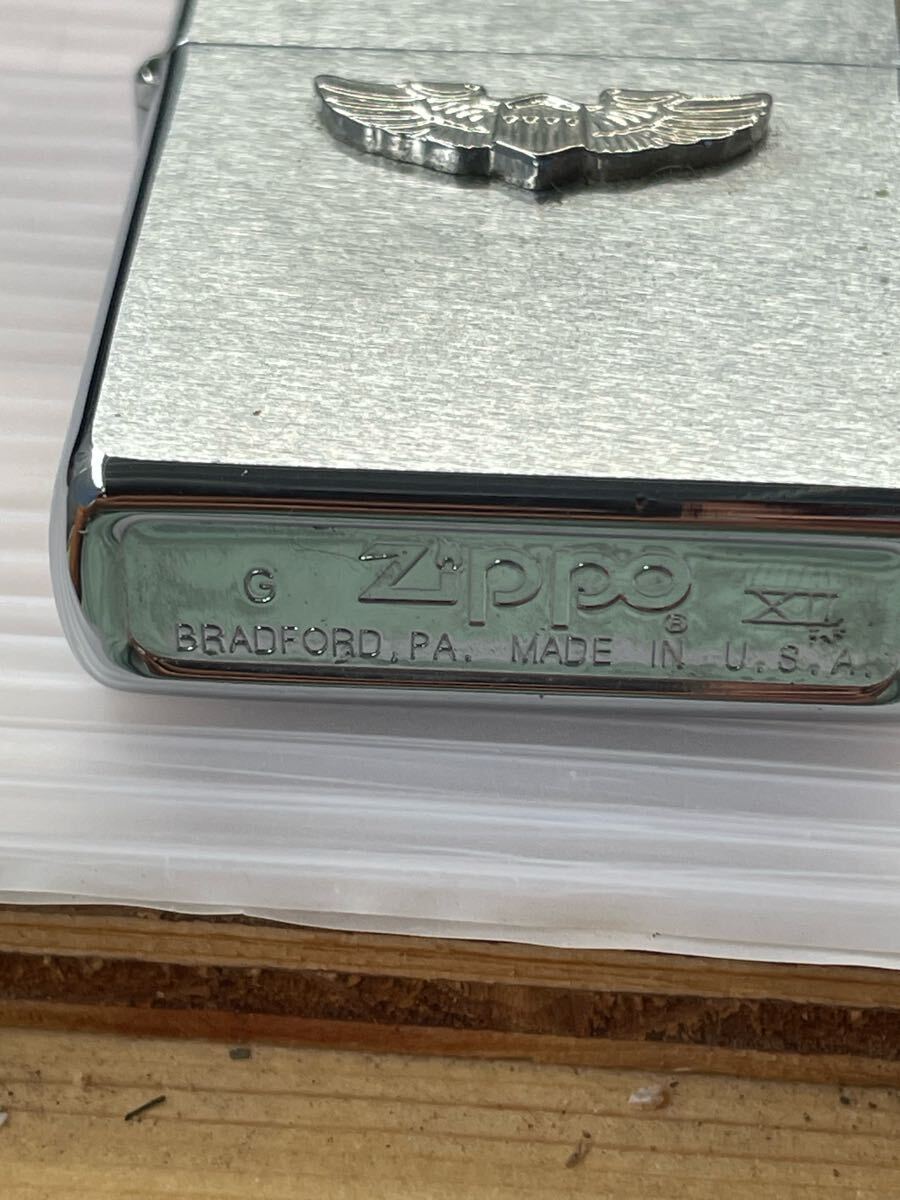 G Zippo® XII
BRADFORD, PA. MADE IN U.S.A.